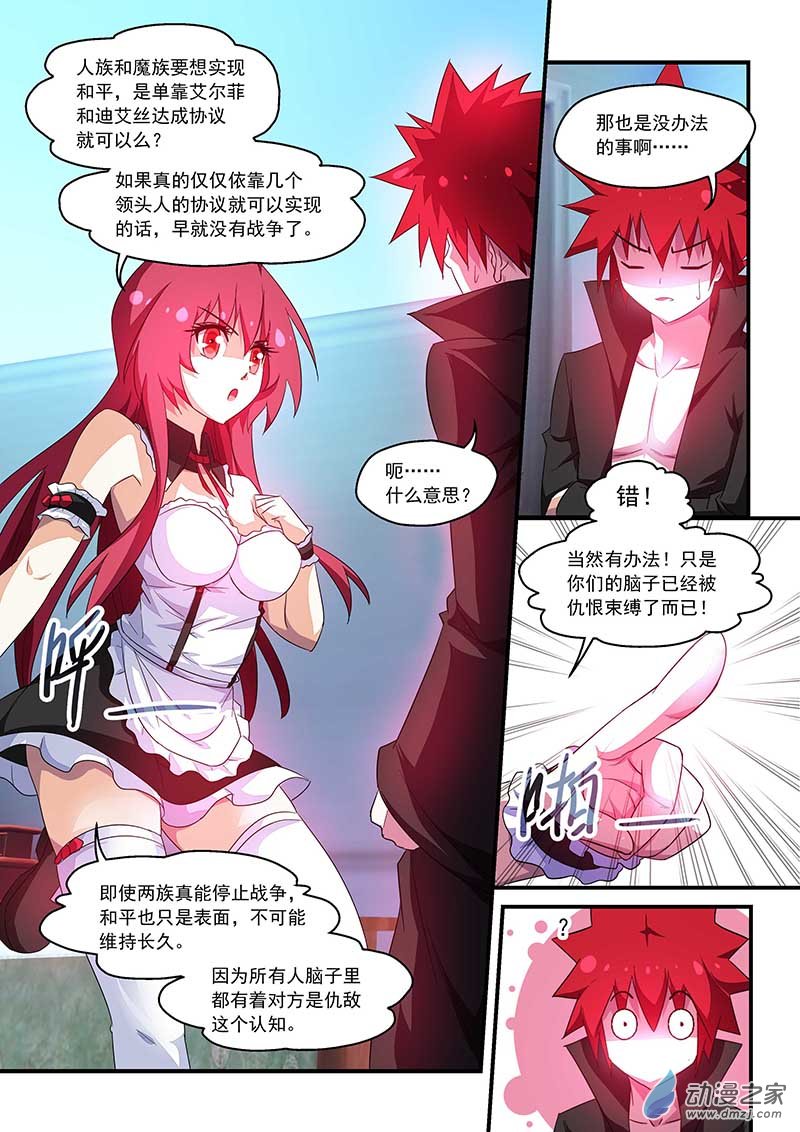 人族和魔族要想实现
和平，是单靠艾尔菲
和迪艾丝达成协议
就可以么？
如果真的仅仅依靠几个
领头人的协议就可以实现
的话，早就没有战争了。
呃……
什么意思？
呼——
即使两族真能停止战争，
和平也只是表面，不可能
维持长久。
因为所有人脑子里
都有着对方是仇敌
这个认知。
那也是没办法
的事啊……
错！
当然有办法！只是
你们的脑子已经被
仇恨束缚了而已！
啪——
？
动漫之家
www.dmzj.com